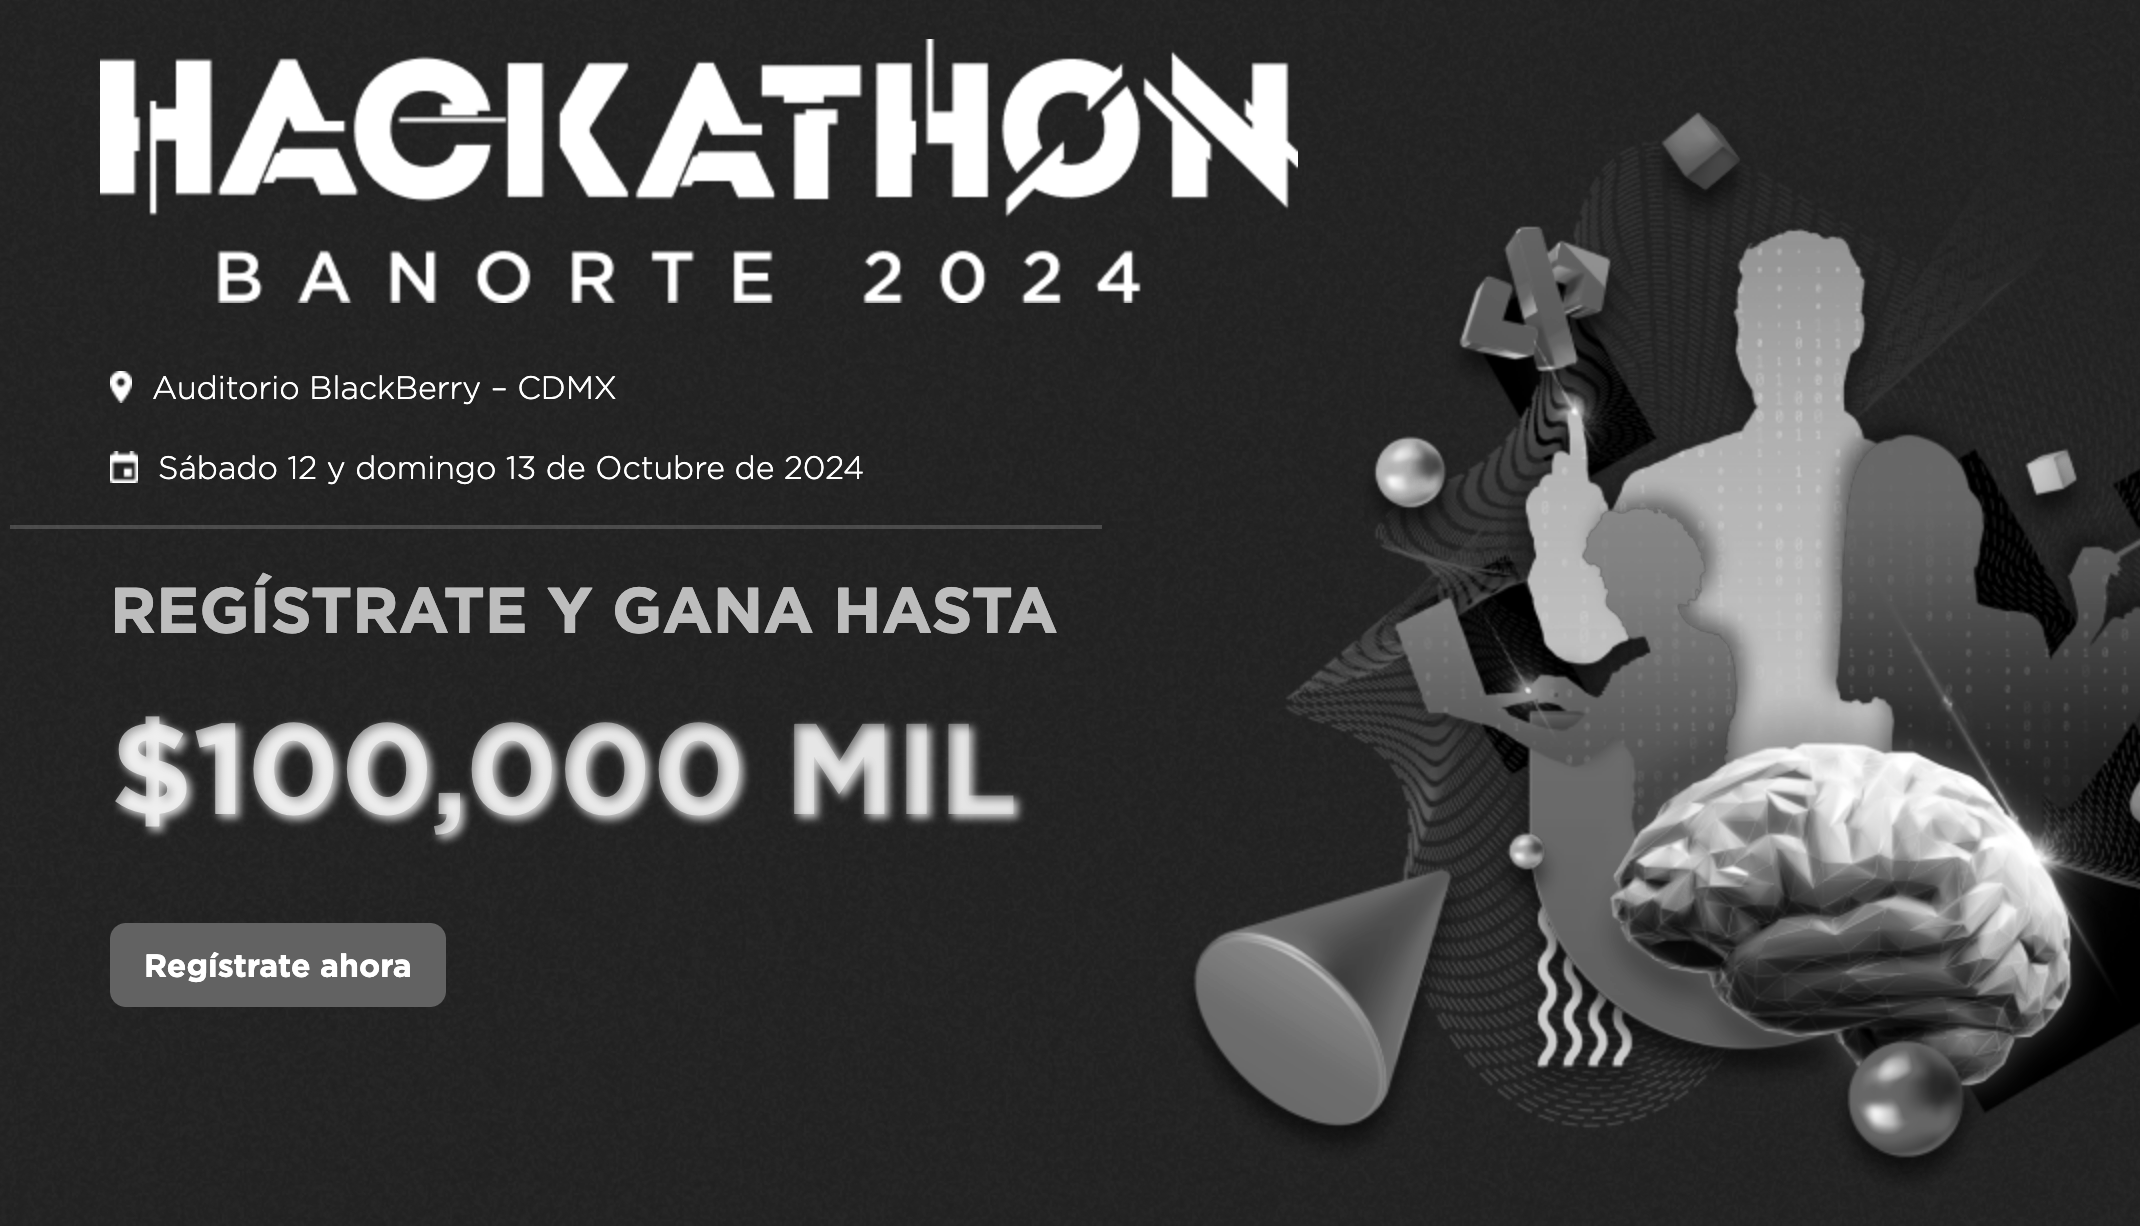 HACKATHON
BANORTE 2024
Auditorio BlackBerry – CDMX
Sábado 12 y domingo 13 de Octubre de 2024
REGÍSTRATE Y GANA HASTA
$100,000 MIL
Regístrate ahora